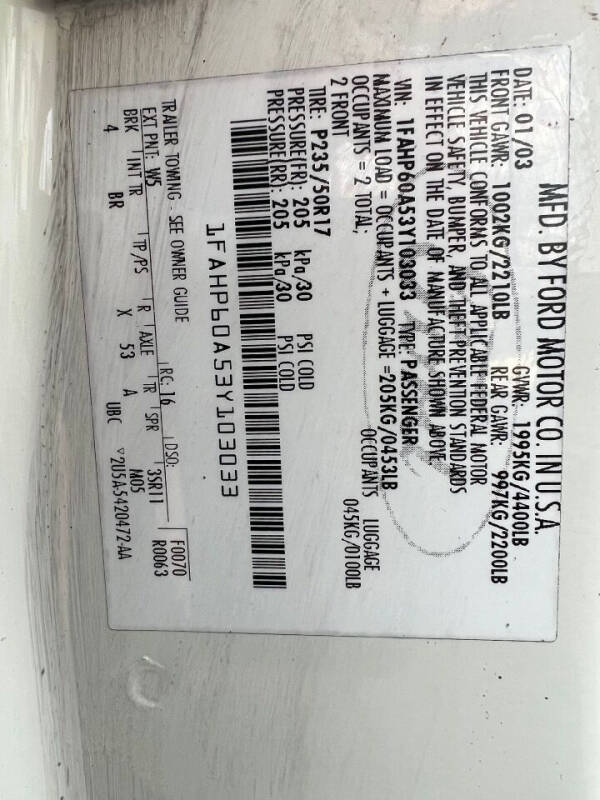 MFD. BY FORD MOTOR CO. IN U.S.A.
DATE: 01/03 GVWR: 1995KG/4400LB
FRONT GAWR: 1002KG/2210LB REAR GAWR: 997KG/2200LB
THIS VEHICLE CONFORMS TO ALL APPLICABLE FEDERAL MOTOR
VEHICLE SAFETY, BUMPER, AND THEFT PREVENTION STANDARDS
IN EFFECT ON THE DATE OF MANUFACTURE SHOWN ABOVE
VIN: 1FAHP60A53Y103033 TYPE: PASSENGER
MAXIMUM LOAD = OCCUPANTS + LUGGAGE = 205KG/0453LB
OCCUPANTS = 2 TOTAL; OCCUPANTS LUGGAGE
2 FRONT 045KG/0100LB
TIRE: P235/50R17
PRESSURE(FR): 205 kPa/30 PSI COLD
PRESSURE(RR): 205 kPa/30 PSI COLD
1FAHP60A53Y103033
TRAILER TOWING - SEE OWNER GUIDE
EXT PNT: W5 RC: 16 DSO: F0070
BRK INT TR TP/PS R AXLE TR SPR 3SR11 R0063
4 BR X 53 A M05
UBC ▽2U5A-5420472-AA